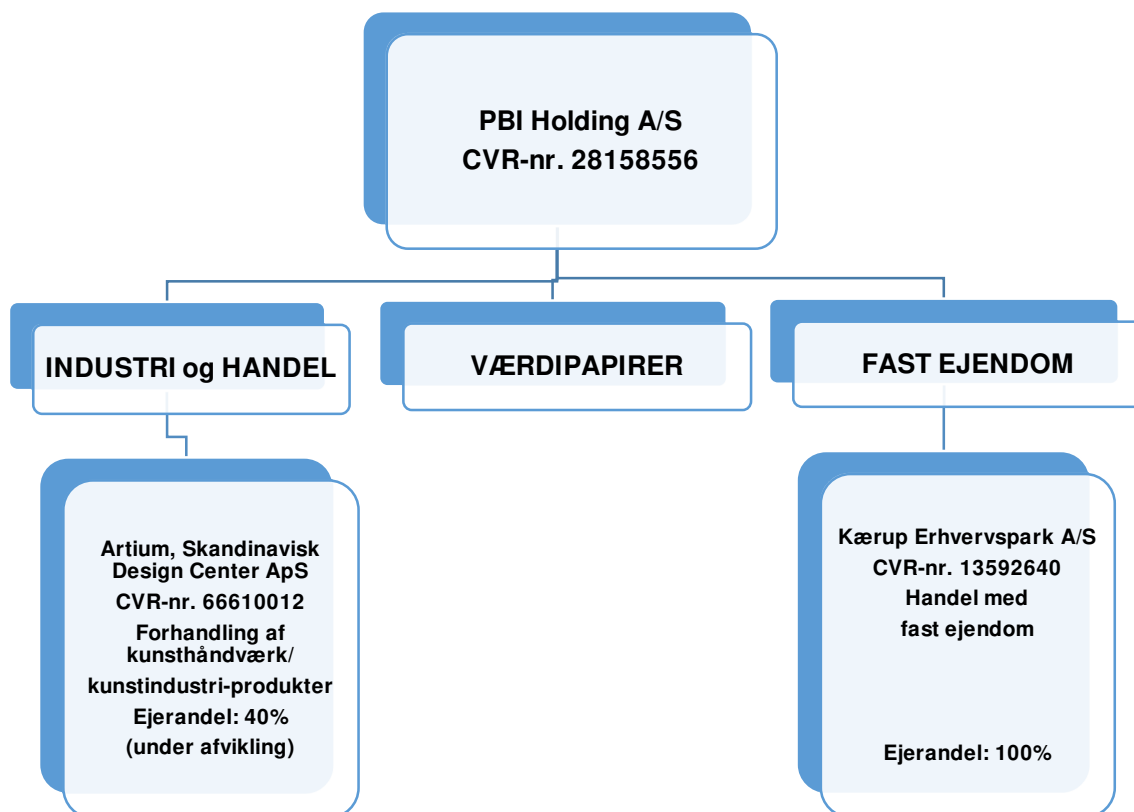 PBI Holding A/S
CVR-nr. 28158556
INDUSTRI og HANDEL
VÆRDIPAPIRER
FAST EJENDOM
Artium, Skandinavisk
Design Center ApS
CVR-nr. 66610012
Forhandling af
kunsthåndværk/
kunstindustri-produkter
Ejerandel: 40%
(under afvikling)
Kærup Erhvervspark A/S
CVR-nr. 13592640
Handel med
fast ejendom
Ejerandel: 100%